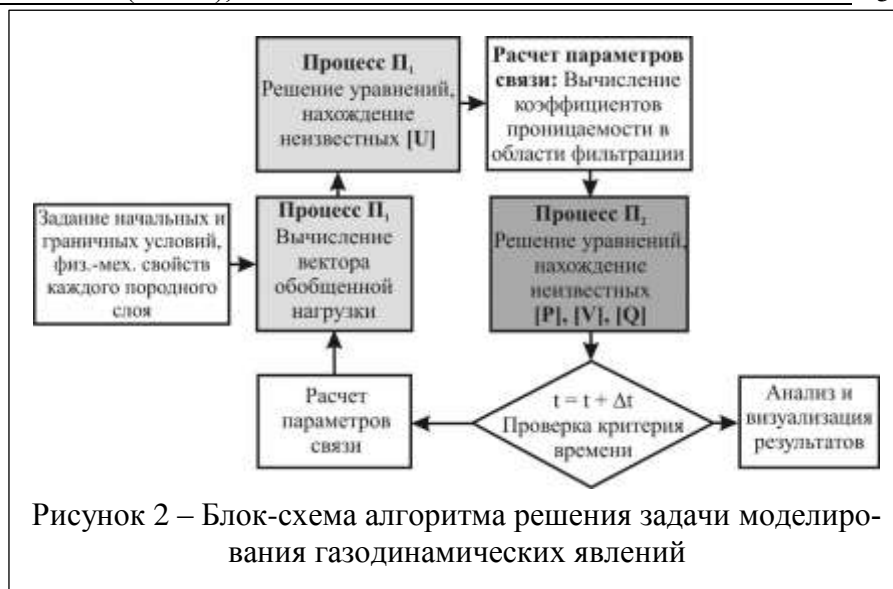 Процесс П₁
Решение уравнений,
нахождение
неизвестных [U]
Расчет параметров
связи: Вычисление
коэффициентов
проницаемости в
области фильтрации
Задание начальных и
граничных условий,
физ.-мех. свойств
каждого породного
слоя
Процесс П₁
Вычисление
вектора
обобщенной
нагрузки
Процесс П₂
Решение уравнений,
нахождение
неизвестных
[P], [V], [Q]
Расчет
параметров
связи
t = t + Δt
Проверка критерия
времени
Анализ и
визуализация
результатов
Рисунок 2 – Блок-схема алгоритма решения задачи моделиро-
вания газодинамических явлений